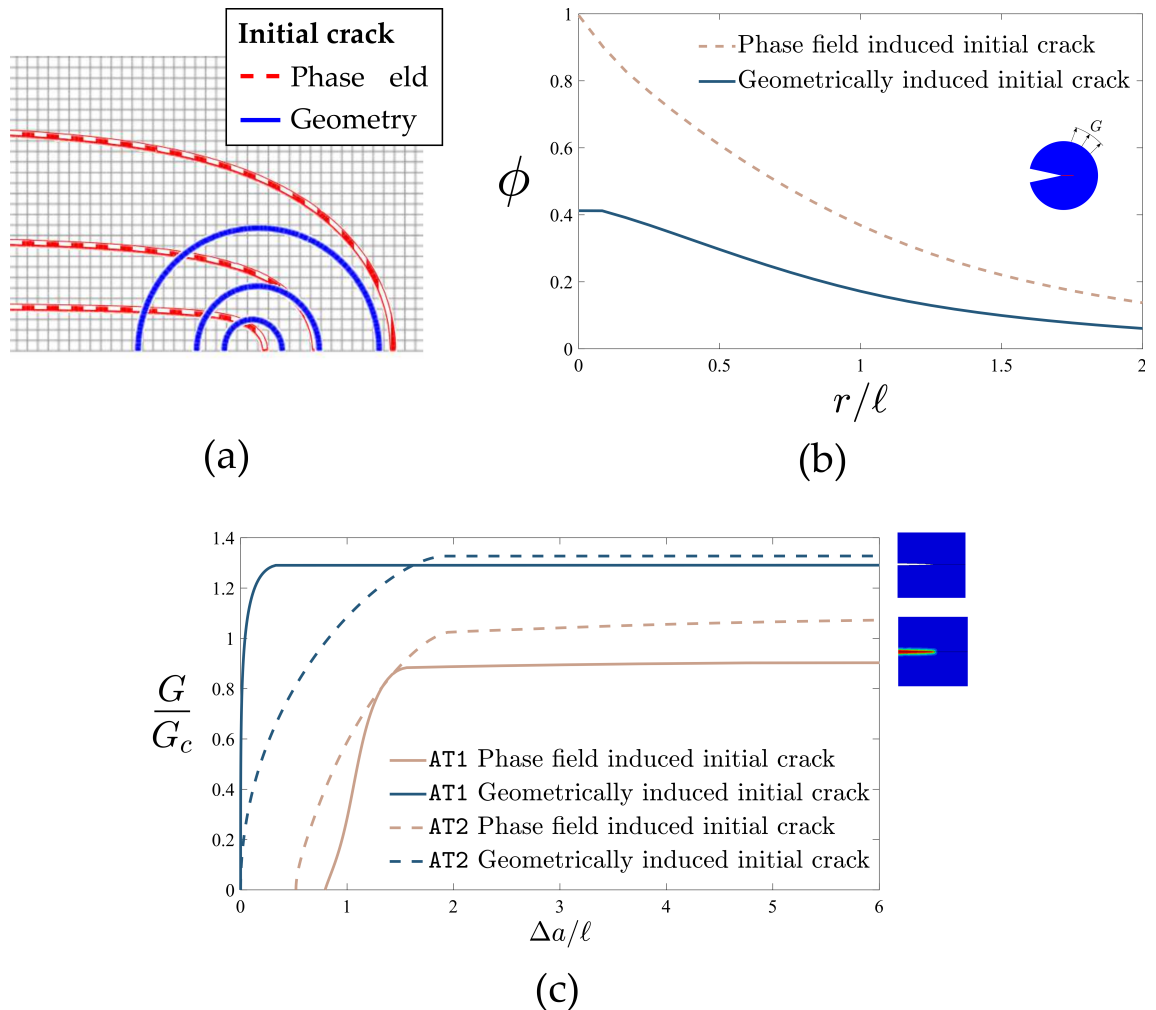 Initial crack
Phase eld
Geometry
(a)
1
0.8
0.6
0.4
0.2
0
ϕ
Phase field induced initial crack
Geometrically induced initial crack
G
0 0.5 1 1.5 2
r/ℓ
(b)
1.4
1.2
1
0.8
0.6
0.4
0.2
0
G
G_c
AT1 Phase field induced initial crack
AT1 Geometrically induced initial crack
AT2 Phase field induced initial crack
AT2 Geometrically induced initial crack
0 1 2 3 4 5 6
Δa/ℓ
(c)